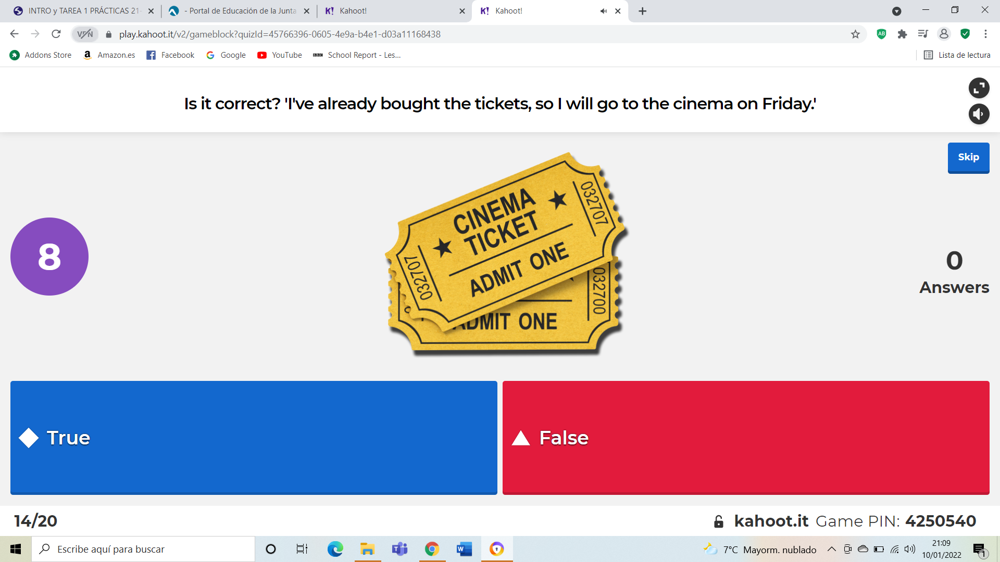 INTRO y TAREA 1 PRÁCTICAS 21-
- Portal de Educación de la Junta
K! Kahoot!
K! Kahoot!
VPN
play.kahoot.it/v2/gameblock?quizId=45766396-0605-4e9a-b4e1-d03a11168438
AB
Addons Store
a Amazon.es
Facebook
G Google
YouTube
BBC School Report - Les...
Lista de lectura
Is it correct? 'I've already bought the tickets, so I will go to the cinema on Friday.'
Skip
8
CINEMA
TICKET
ADMIT ONE
032707
032707
ADMIT ONE
032700
0
Answers
True
False
14/20
kahoot.it Game PIN: 4250540
Escribe aquí para buscar
7°C Mayorm. nublado
21:09
10/01/2022
1